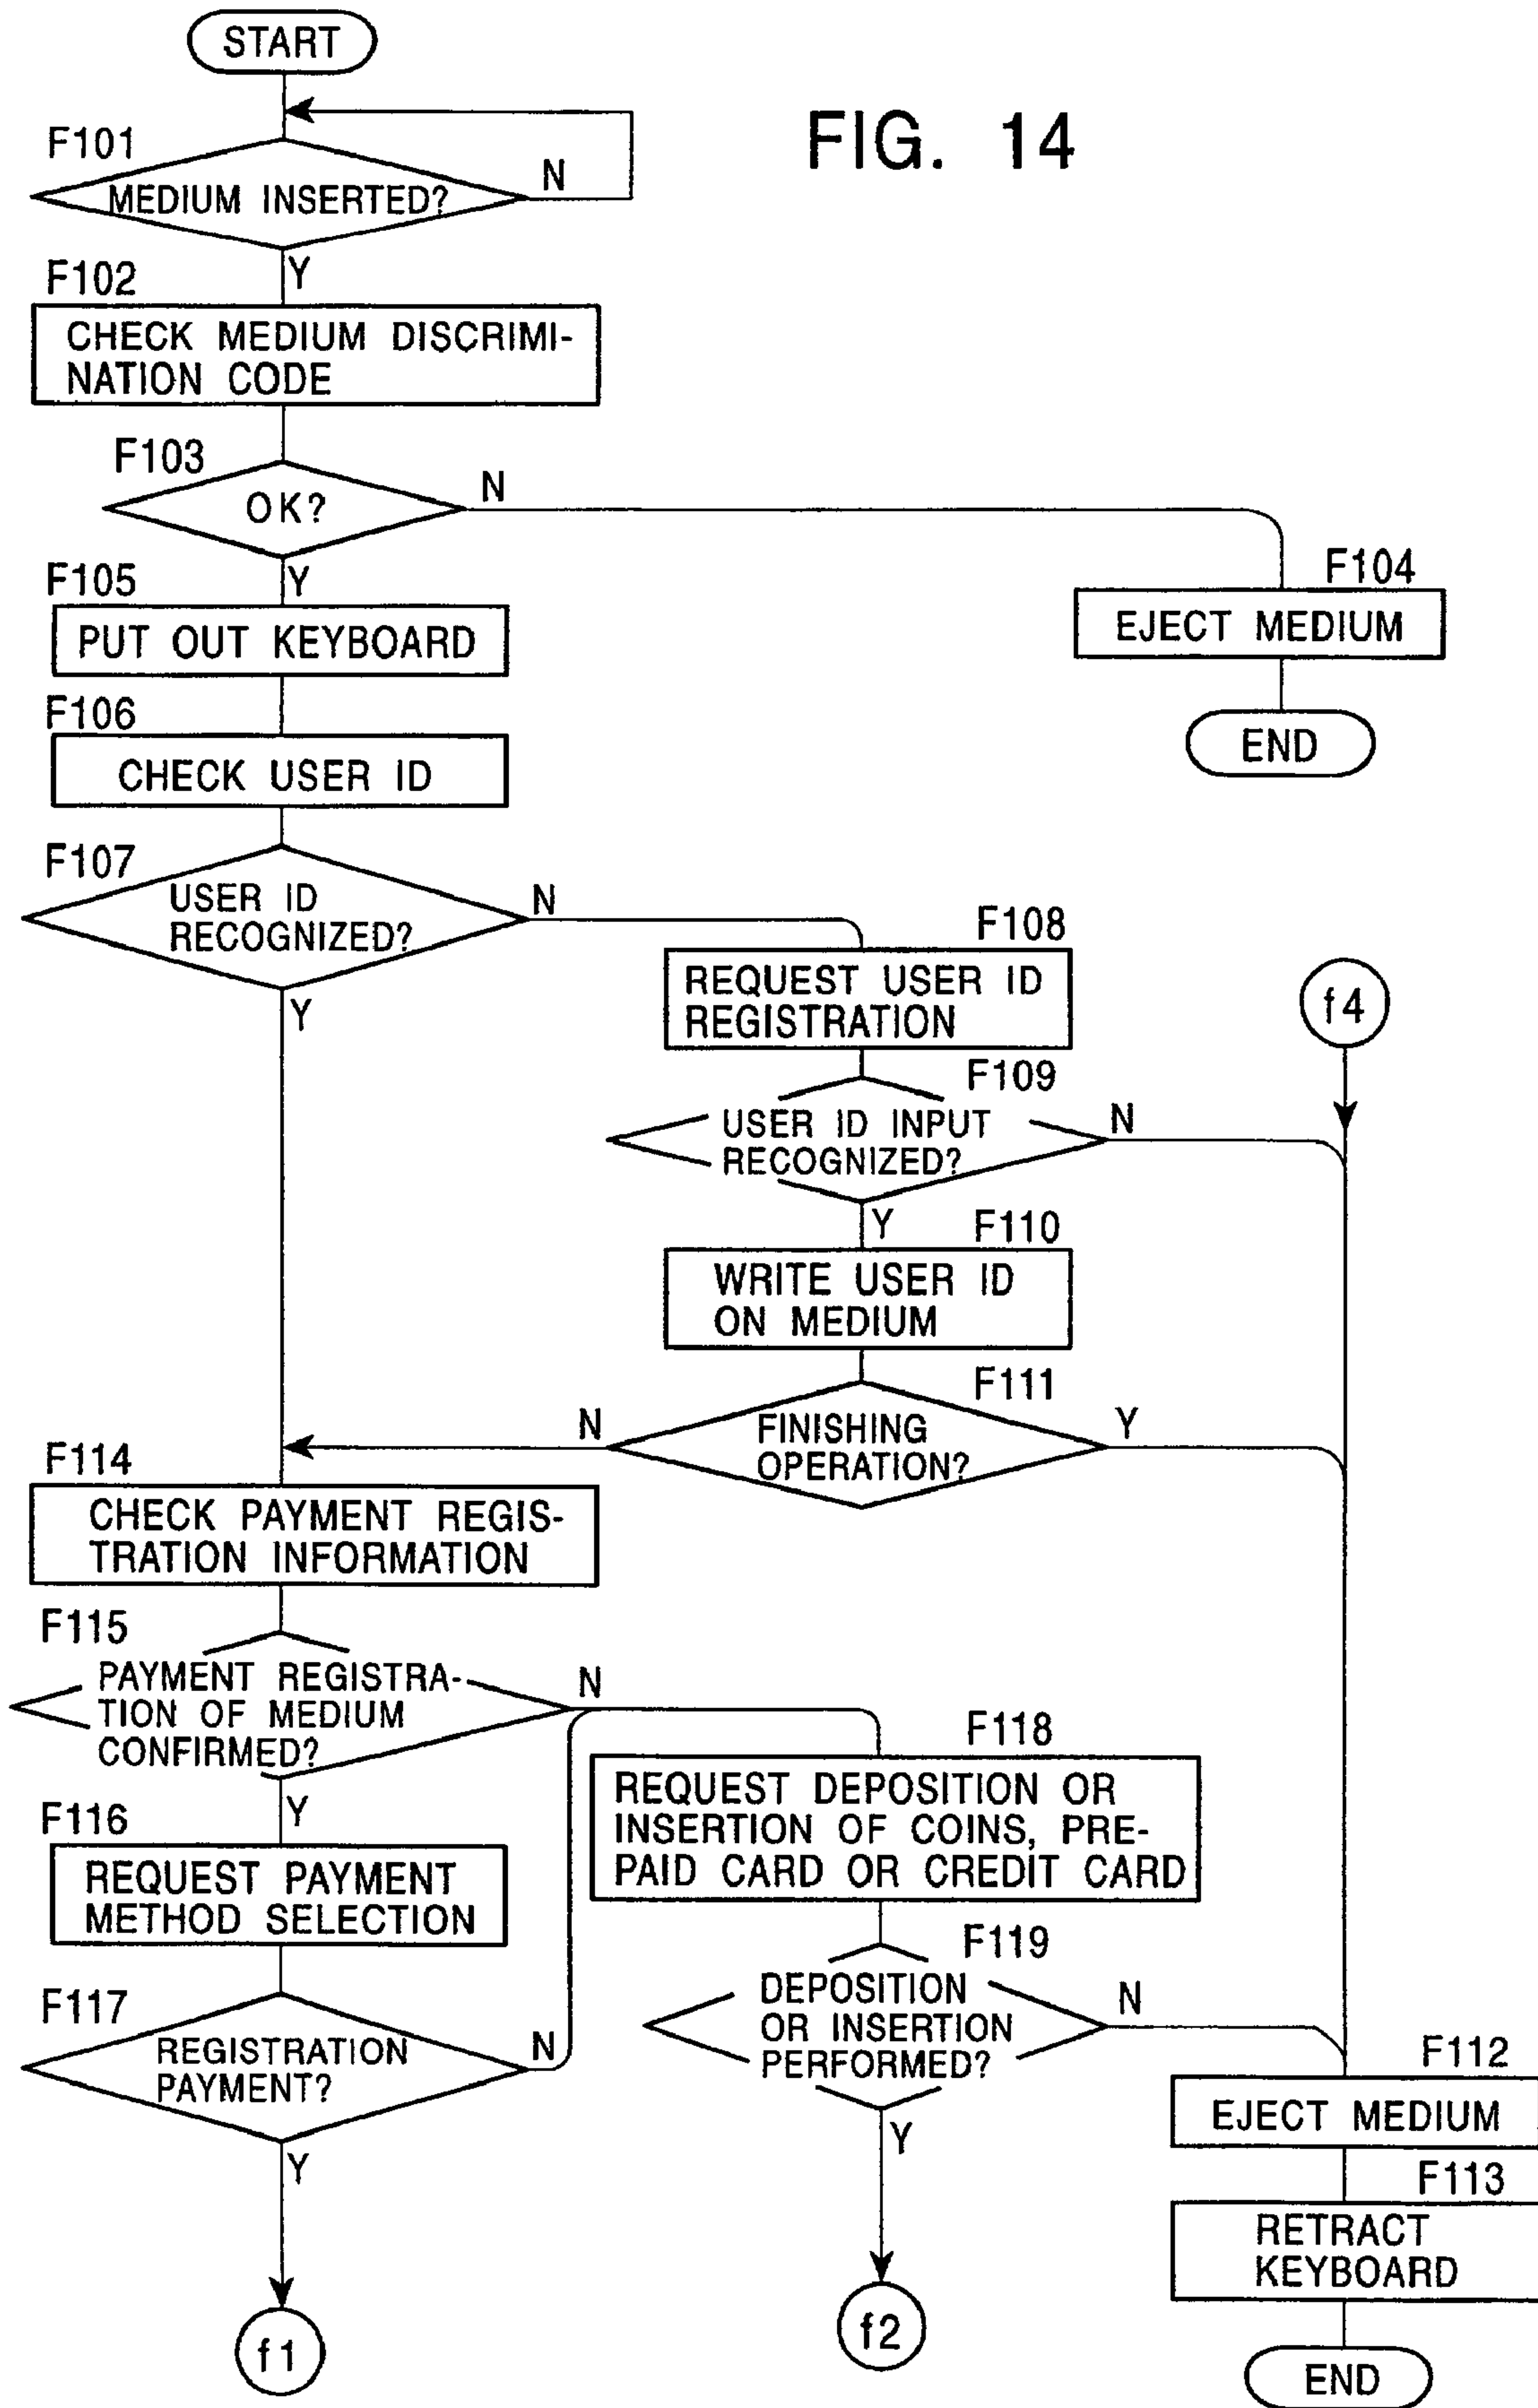 START
FIG. 14
F101
MEDIUM INSERTED?
N
Y
F102
CHECK MEDIUM DISCRIMI-
NATION CODE
F103
OK?
N
Y
F104
EJECT MEDIUM
END
F105
PUT OUT KEYBOARD
F106
CHECK USER ID
F107
USER ID
RECOGNIZED?
N
Y
F108
REQUEST USER ID
REGISTRATION
f4
F109
USER ID INPUT
RECOGNIZED?
N
Y
F110
WRITE USER ID
ON MEDIUM
F111
FINISHING
OPERATION?
N
Y
F114
CHECK PAYMENT REGIS-
TRATION INFORMATION
F115
PAYMENT REGISTRA-
TION OF MEDIUM
CONFIRMED?
N
Y
F116
REQUEST PAYMENT
METHOD SELECTION
F117
REGISTRATION
PAYMENT?
N
Y
f1
F118
REQUEST DEPOSITION OR
INSERTION OF COINS, PRE-
PAID CARD OR CREDIT CARD
F119
DEPOSITION
OR INSERTION
PERFORMED?
N
Y
f2
F112
EJECT MEDIUM
F113
RETRACT
KEYBOARD
END